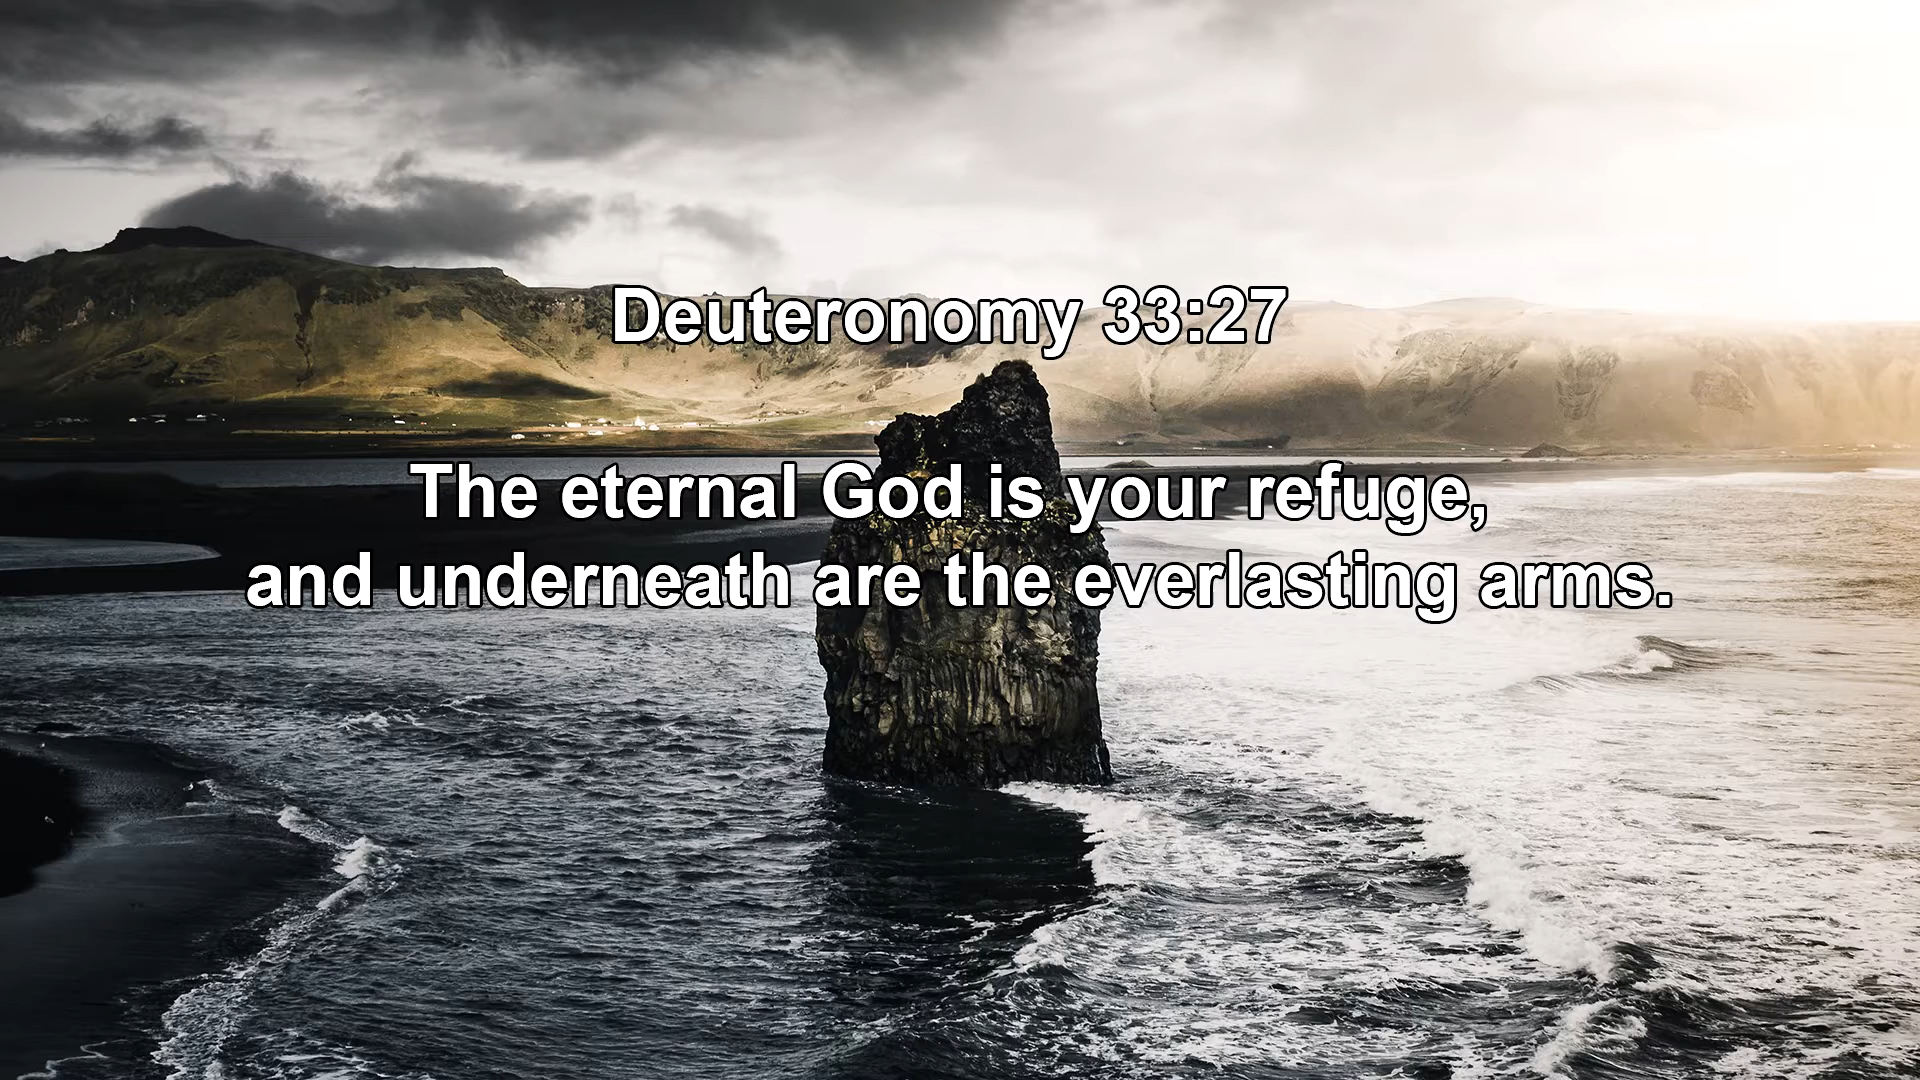 Deuteronomy 33:27
The eternal God is your refuge,
and underneath are the everlasting arms.